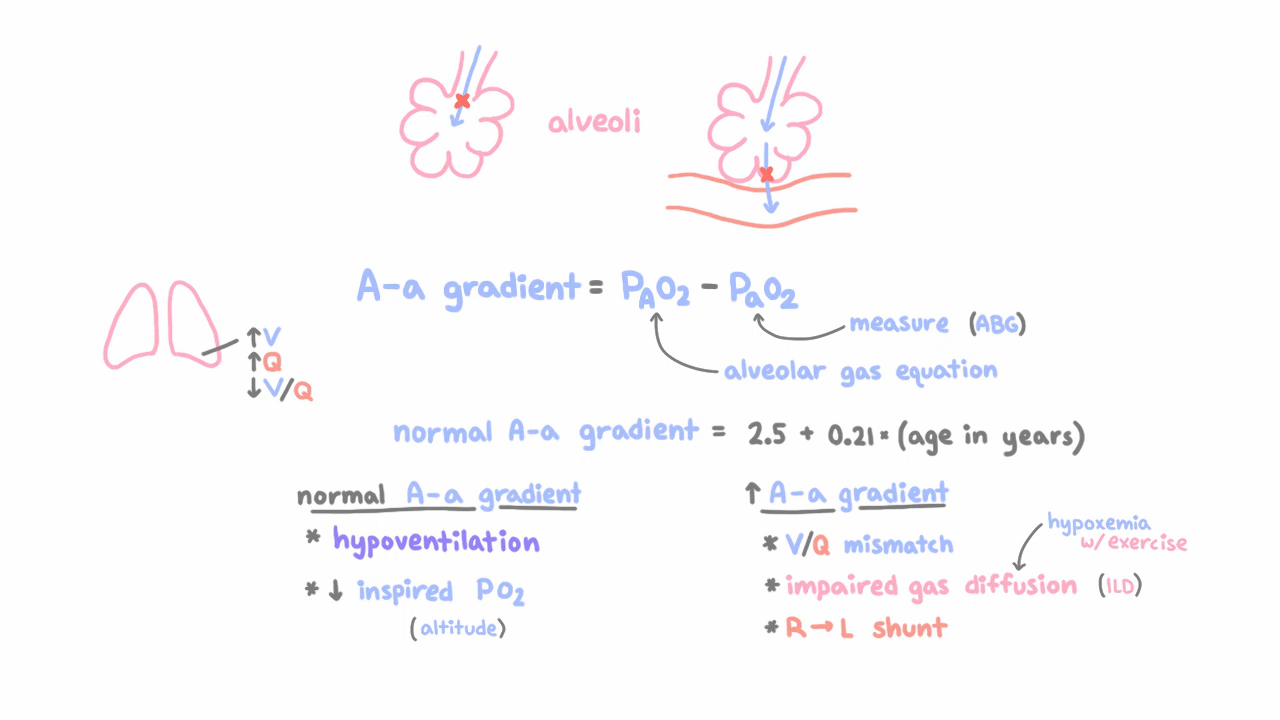 alveoli
A-a gradient = PAO2 - PaO2
measure (ABG)
alveolar gas equation
↑V
↑Q
↓V/Q
normal A-a gradient = 2.5 + 0.21 * (age in years)
normal A-a gradient
* hypoventilation
* ↓ inspired PO2
(altitude)
↑ A-a gradient
* V/Q mismatch
hypoxemia
w/ exercise
* impaired gas diffusion (ILD)
* R→L shunt